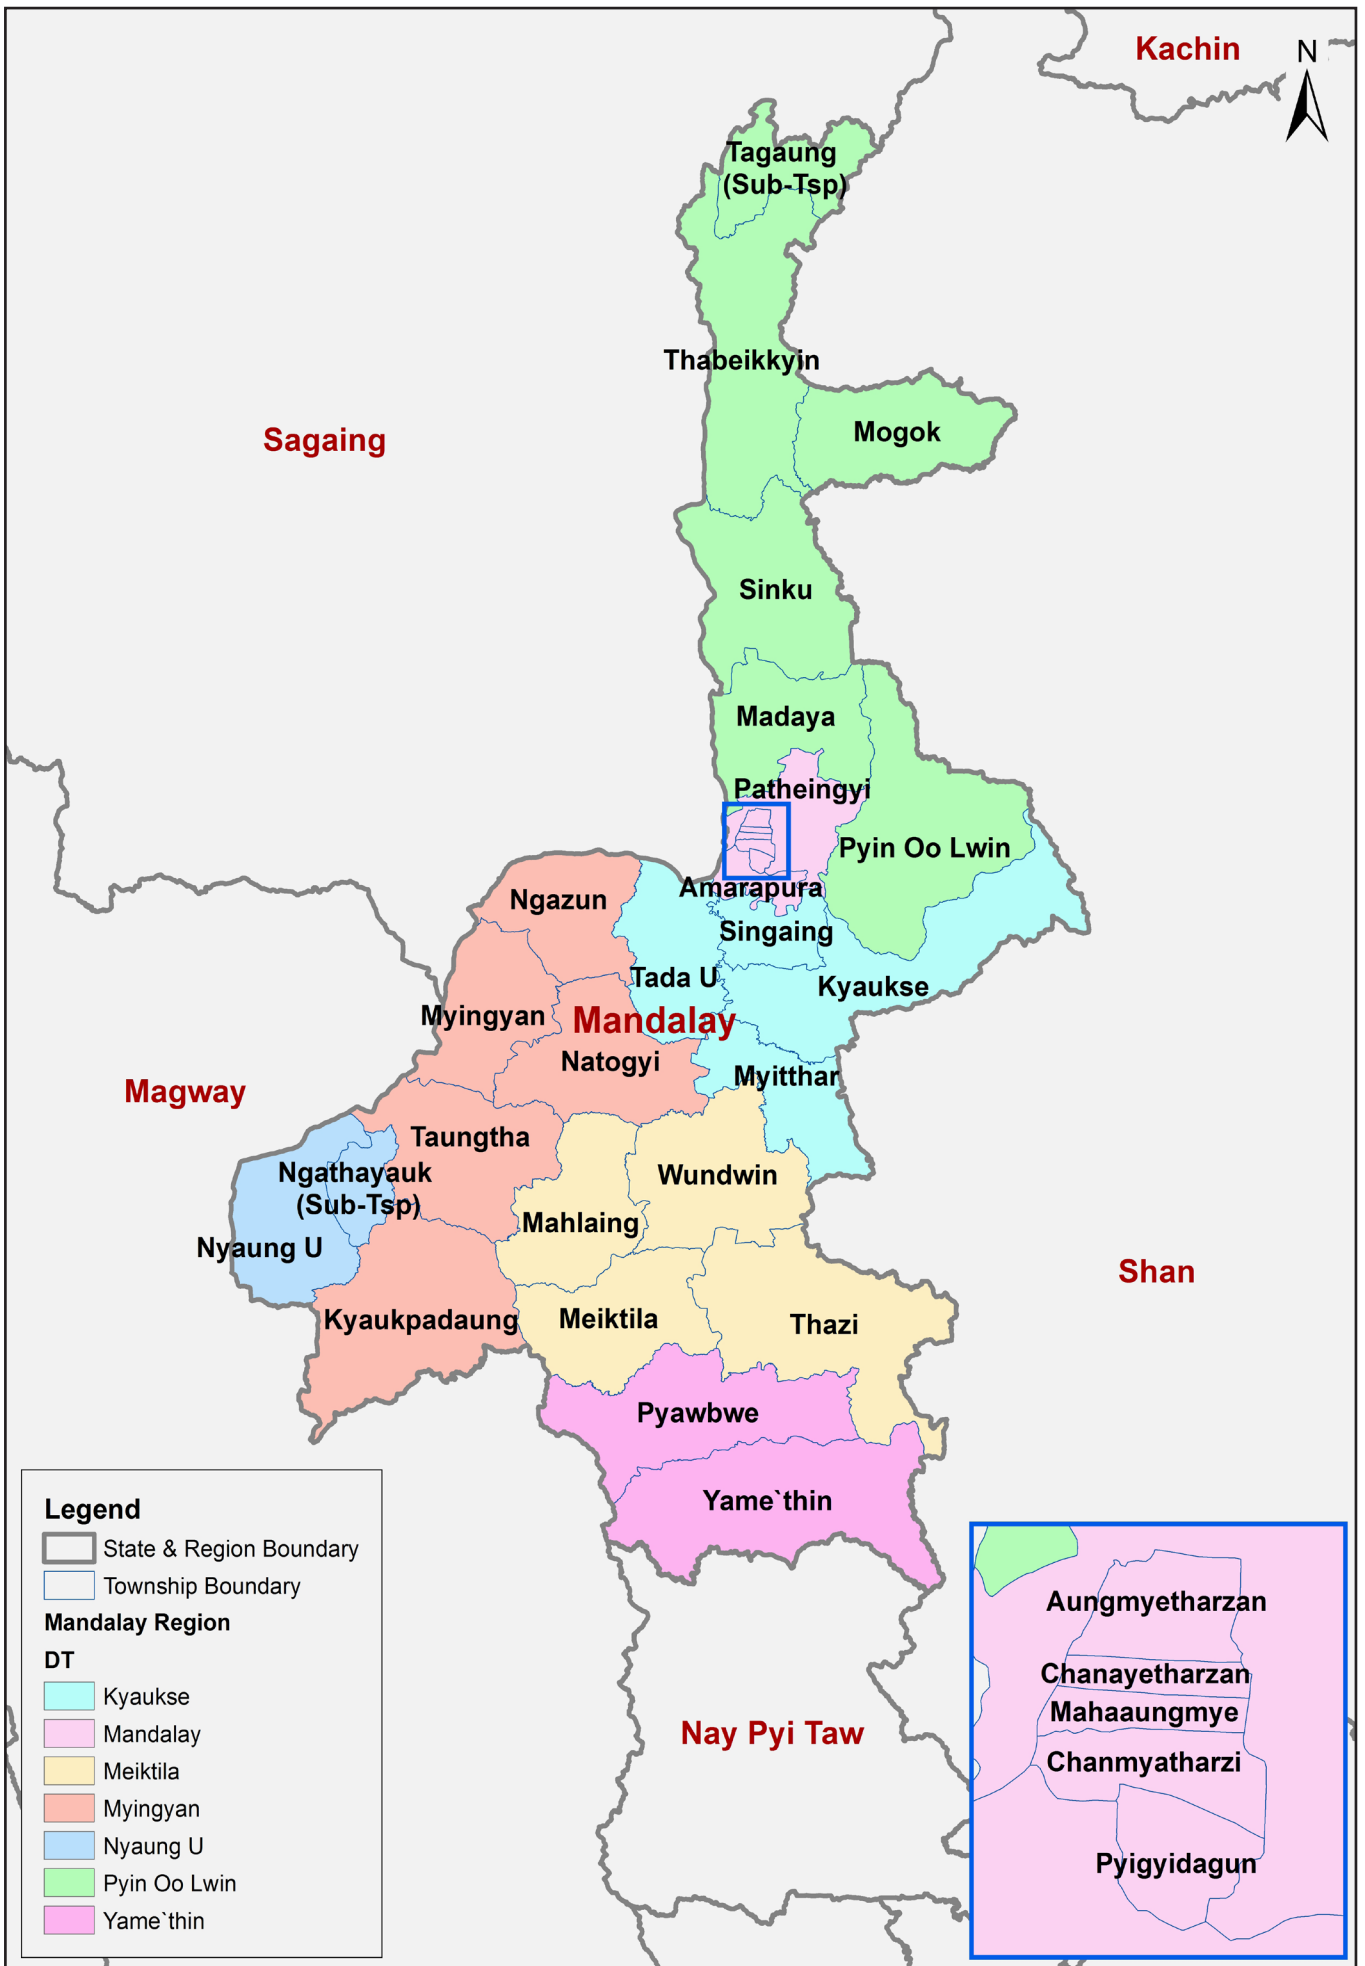 Kachin
N
Tagaung
(Sub-Tsp)
Thabeikkyin
Mogok
Sagaing
Sinku
Madaya
Patheingyi
Pyin Oo Lwin
Amarapura
Ngazun
Singaing
Tada U
Kyaukse
Myingyan
Mandalay
Natogyi
Myitthar
Magway
Taungtha
Ngathayauk
(Sub-Tsp)
Wundwin
Mahlaing
Nyaung U
Shan
Kyaukpadaung
Meiktila
Thazi
Pyawbwe
Yame`thin
Nay Pyi Taw
Legend
State & Region Boundary
Township Boundary
Mandalay Region
DT
Kyaukse
Mandalay
Meiktila
Myingyan
Nyaung U
Pyin Oo Lwin
Yame`thin
Aungmyetharzan
Chanayetharzan
Mahaaungmye
Chanmyatharzi
Pyigyidagun